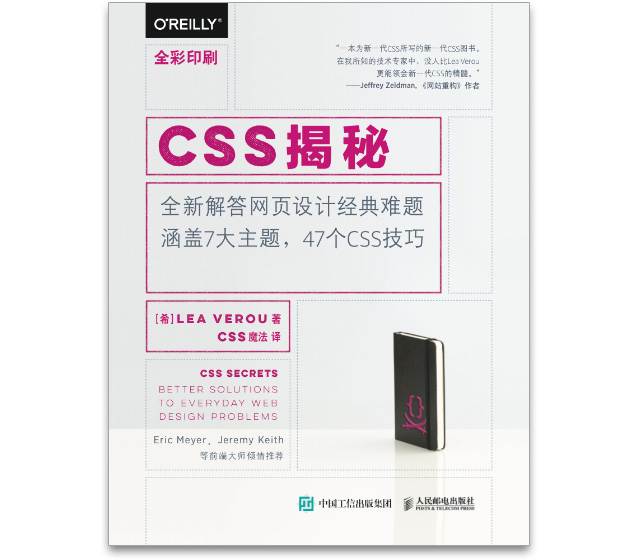 O'REILLY®
全彩印刷
“一本为新一代CSS所写的新一代CSS图书。
在我所知的技术专家中，没人比Lea Verou
更能领会新一代CSS的精髓。”
——Jeffrey Zeldman，《网站重构》作者
CSS揭秘
全新解答网页设计经典难题
涵盖7大主题，47个CSS技巧
[希] LEA VEROU 著
CSS魔法 译
CSS SECRETS
BETTER SOLUTIONS
TO EVERYDAY WEB
DESIGN PROBLEMS
Eric Meyer、Jeremy Keith
等前端大师倾情推荐
中国工信出版集团
人民邮电出版社
POSTS & TELECOM PRESS